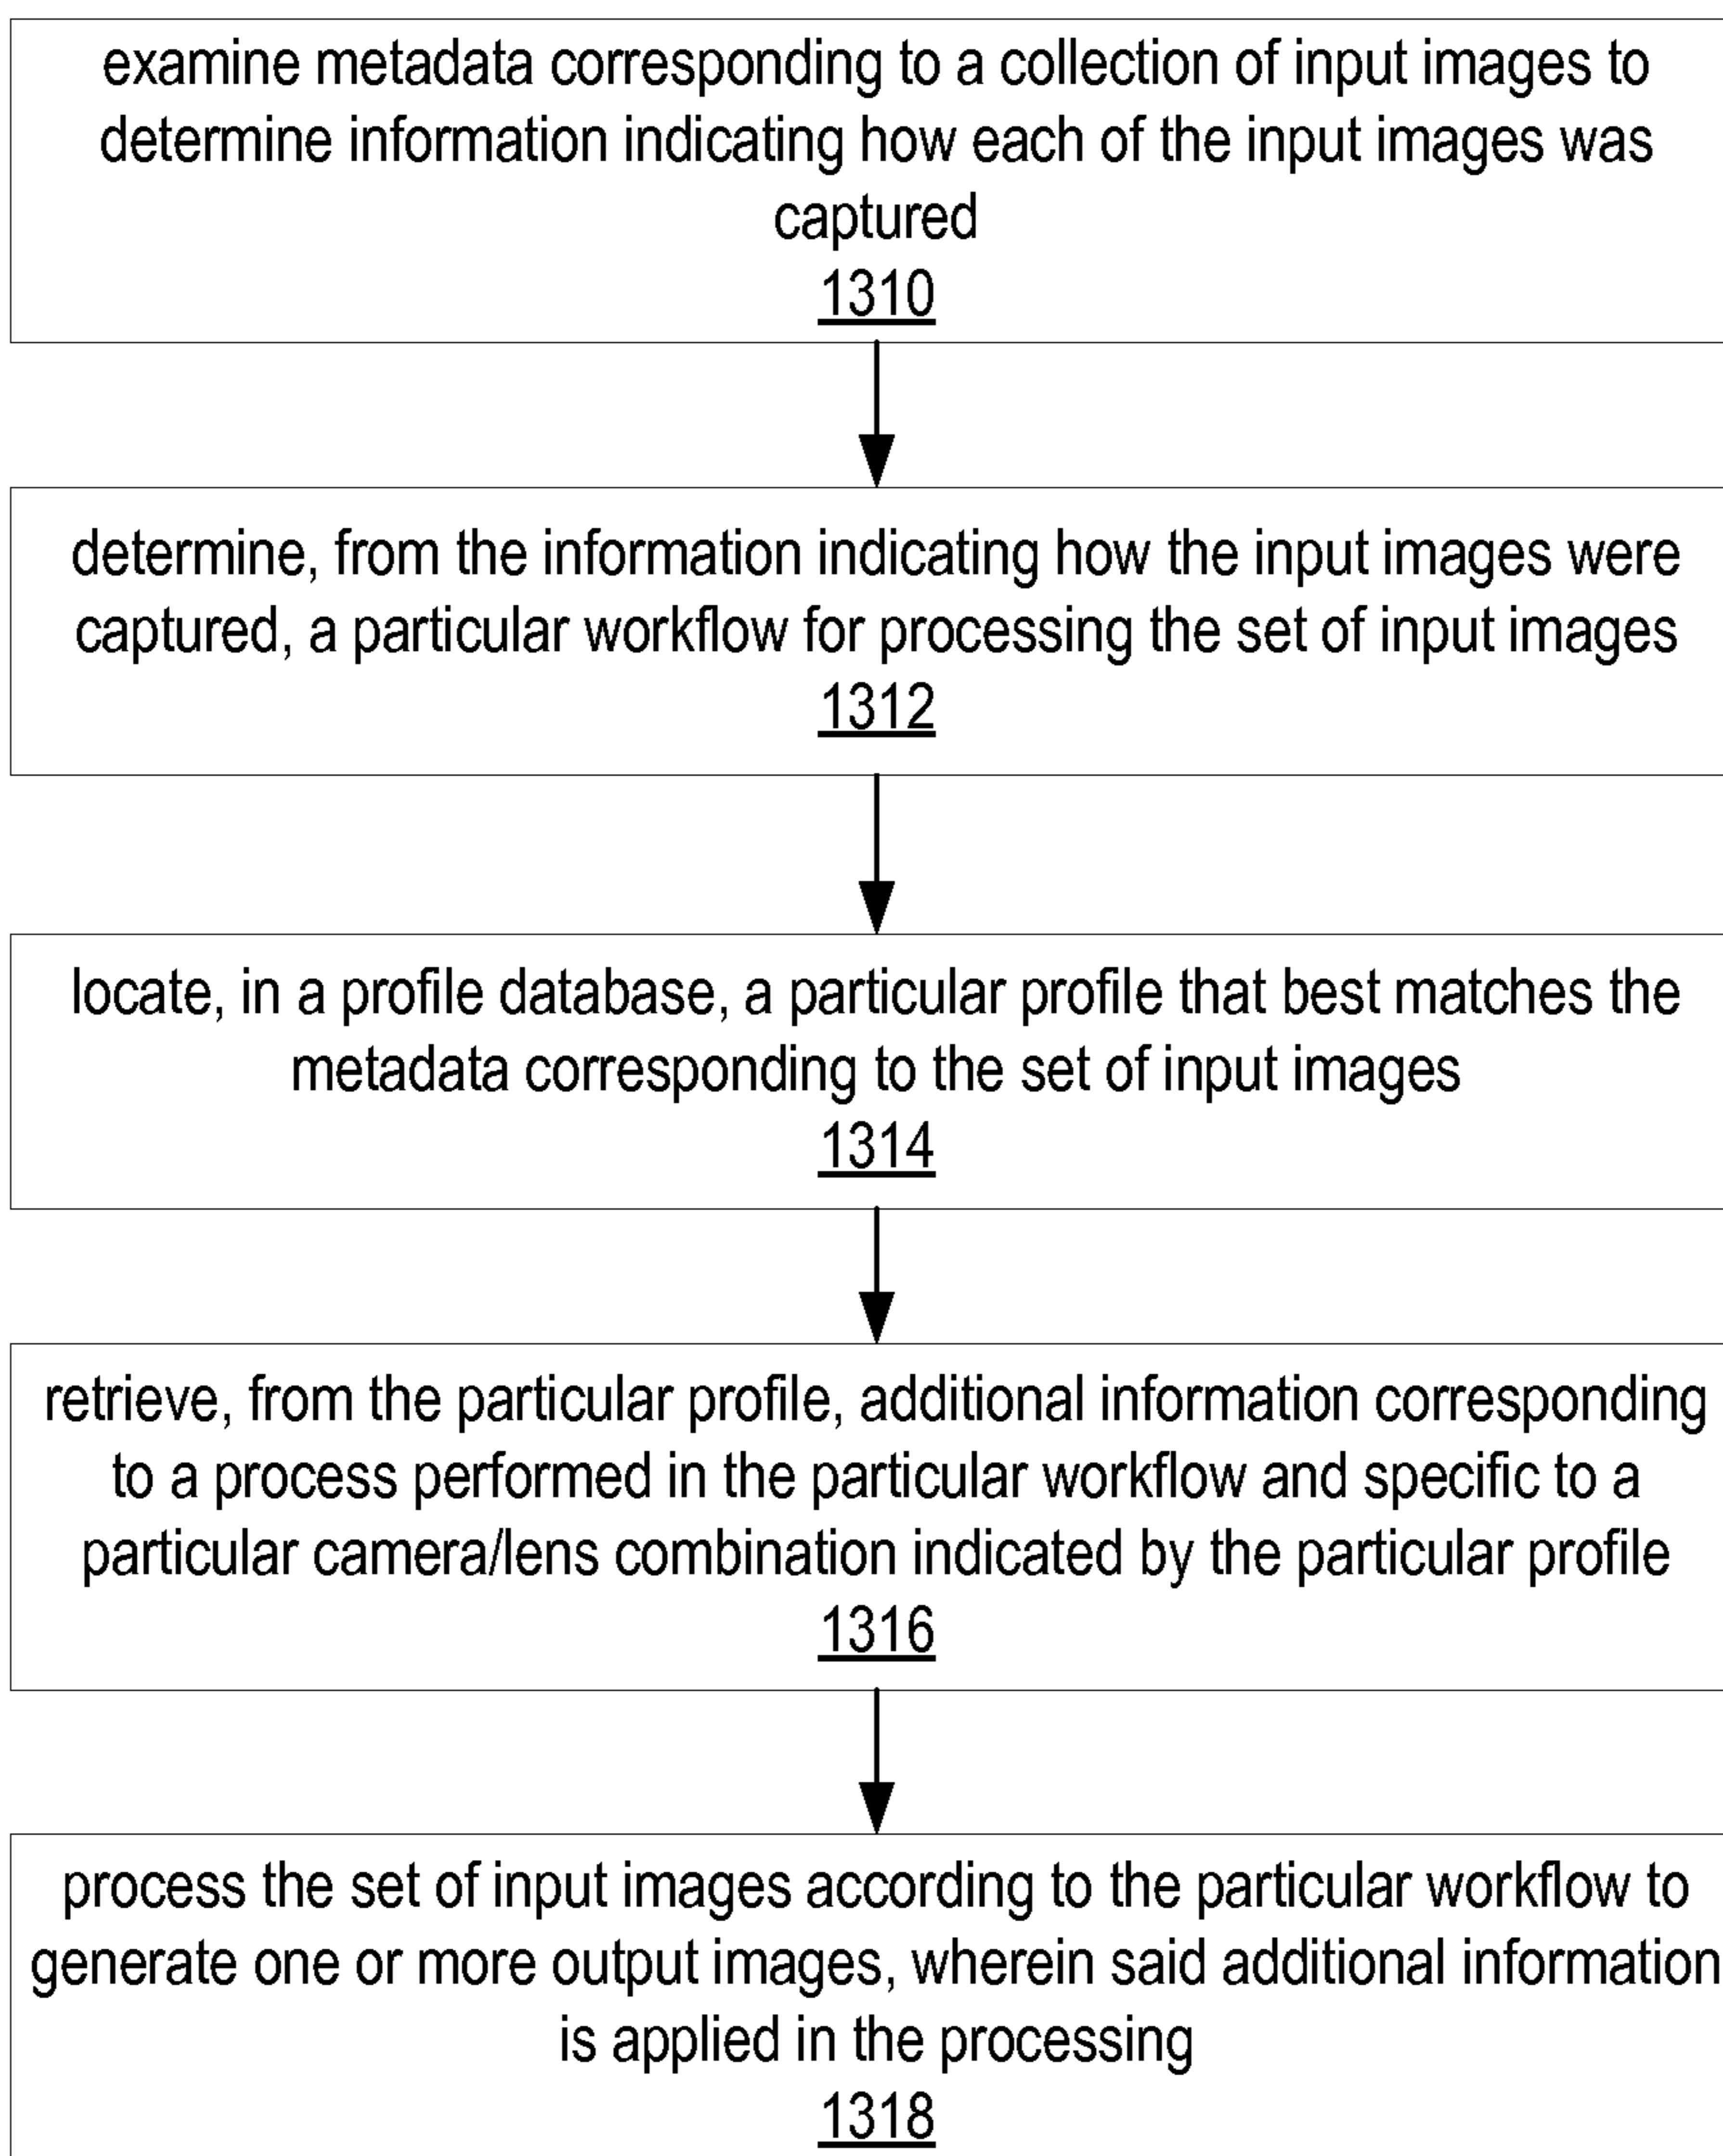 examine metadata corresponding to a collection of input images to
determine information indicating how each of the input images was
captured
1310
determine, from the information indicating how the input images were
captured, a particular workflow for processing the set of input images
1312
locate, in a profile database, a particular profile that best matches the
metadata corresponding to the set of input images
1314
retrieve, from the particular profile, additional information corresponding
to a process performed in the particular workflow and specific to a
particular camera/lens combination indicated by the particular profile
1316
process the set of input images according to the particular workflow to
generate one or more output images, wherein said additional information
is applied in the processing
1318